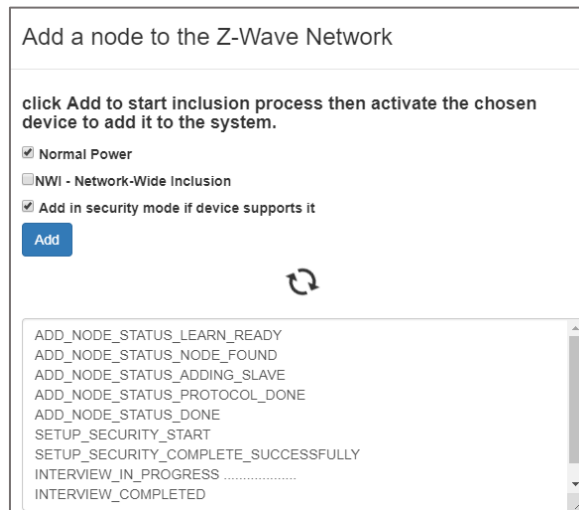 Add a node to the Z-Wave Network
click Add to start inclusion process then activate the chosen
device to add it to the system.
Normal Power
NWI - Network-Wide Inclusion
Add in security mode if device supports it
Add
ADD_NODE_STATUS_LEARN_READY
ADD_NODE_STATUS_NODE_FOUND
ADD_NODE_STATUS_ADDING_SLAVE
ADD_NODE_STATUS_PROTOCOL_DONE
ADD_NODE_STATUS_DONE
SETUP_SECURITY_START
SETUP_SECURITY_COMPLETE_SUCCESSFULLY
INTERVIEW_IN_PROGRESS ...................
INTERVIEW_COMPLETED